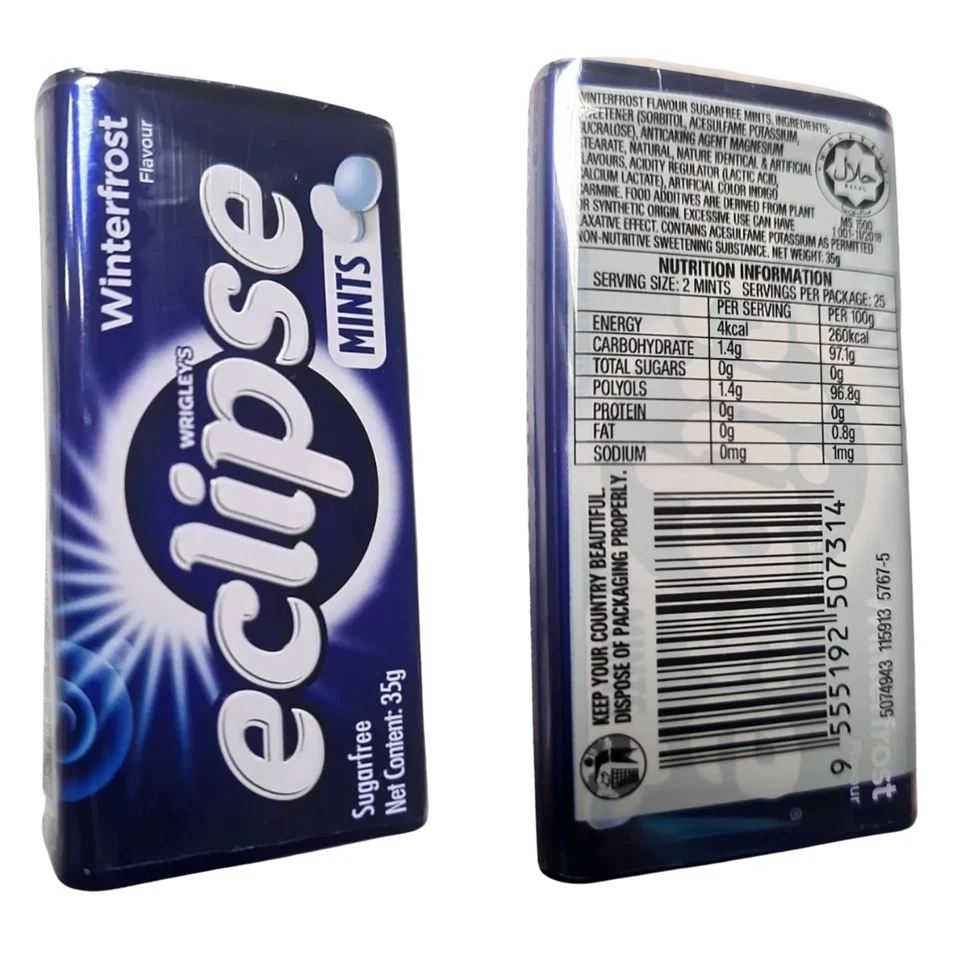 Winterfrost
Flavour
WRIGLEY'S
eclipse
MINTS
Sugarfree
Net Content: 35g
WINTERFROST FLAVOUR SUGARFREE MINTS. INGREDIENTS:
SWEETENER (SORBITOL, ACESULFAME POTASSIUM,
SUCRALOSE), ANTICAKING AGENT MAGNESIUM
STEARATE, NATURAL, NATURE IDENTICAL & ARTIFICIAL
FLAVOURS, ACIDITY REGULATOR (LACTIC ACID,
CALCIUM LACTATE), ARTIFICIAL COLOR INDIGO
CARMINE. FOOD ADDITIVES ARE DERIVED FROM PLANT
OR SYNTHETIC ORIGIN. EXCESSIVE USE CAN HAVE
LAXATIVE EFFECT. CONTAINS ACESULFAME POTASSIUM AS PERMITTED
NON-NUTRITIVE SWEETENING SUBSTANCE. NET WEIGHT: 35g
حلال
HALAL
MS 1500
1 001-11/2018
NUTRITION INFORMATION
SERVING SIZE: 2 MINTS SERVINGS PER PACKAGE: 25
PER SERVING PER 100g
ENERGY 4kcal 260kcal
CARBOHYDRATE 1.4g 97.1g
TOTAL SUGARS 0g 0g
POLYOLS 1.4g 96.8g
PROTEIN 0g 0g
FAT 0g 0.8g
SODIUM 0mg 1mg
KEEP YOUR COUNTRY BEAUTIFUL.
DISPOSE OF PACKAGING PROPERLY.
9 555192 507314
5074943 115913 5767-5